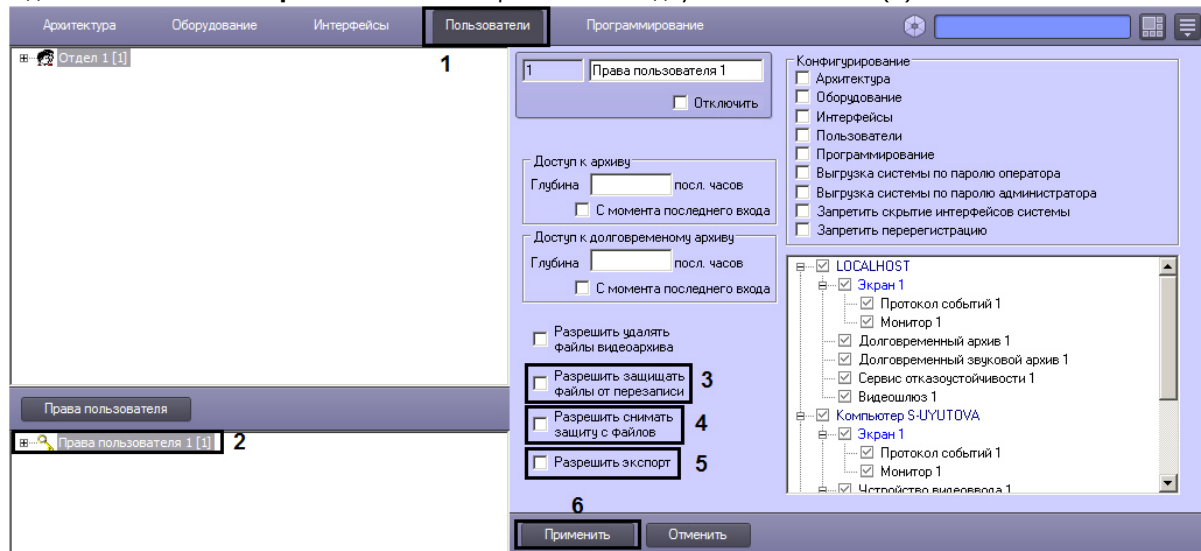 Архитектура Оборудование Интерфейсы Пользователи Программирование
Отдел 1 [1]
1
Права пользователя
Права пользователя 1 [1] 2
1 Права пользователя 1
Отключить
Доступ к архиву
Глубина посл. часов
С момента последнего входа
Доступ к долговременому архиву
Глубина посл. часов
С момента последнего входа
Разрешить удалять
файлы видеоархива
Разрешить защищать
файлы от перезаписи
3
Разрешить снимать
защиту с файлов
4
Разрешить экспорт 5
6
Применить Отменить
Конфигурирование
Архитектура
Оборудование
Интерфейсы
Пользователи
Программирование
Выгрузка системы по паролю оператора
Выгрузка системы по паролю администратора
Запретить скрытие интерфейсов системы
Запретить перерегистрацию
LOCALHOST
Экран 1
Протокол событий 1
Монитор 1
Долговременный архив 1
Долговременный звуковой архив 1
Сервис отказоустойчивости 1
Видеошлюз 1
Компьютер S-UYUTOVA
Экран 1
Протокол событий 1
Монитор 1
Устройство видеоввода 1